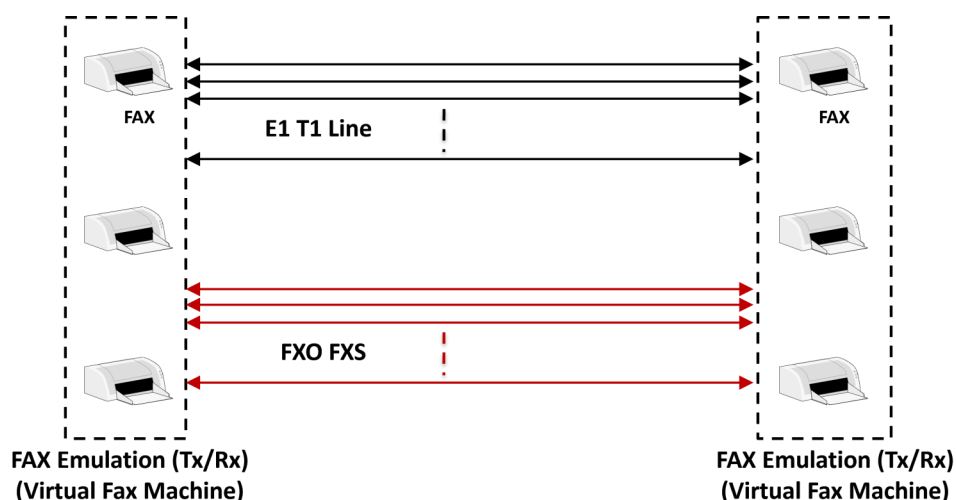 FAX
FAX
E1 T1 Line
FXO FXS
FAX Emulation (Tx/Rx)
(Virtual Fax Machine)
FAX Emulation (Tx/Rx)
(Virtual Fax Machine)